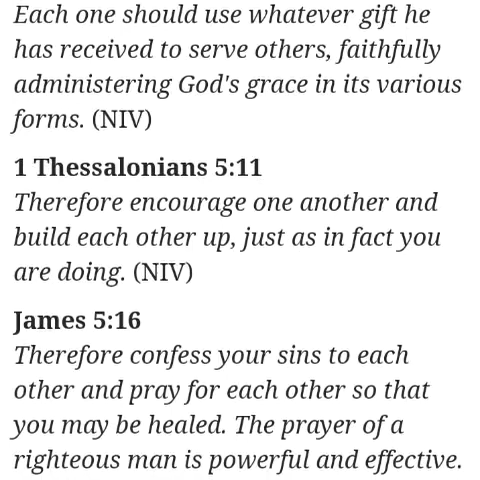 Each one should use whatever gift he
has received to serve others, faithfully
administering God's grace in its various
forms. (NIV)
1 Thessalonians 5:11
Therefore encourage one another and
build each other up, just as in fact you
are doing. (NIV)
James 5:16
Therefore confess your sins to each
other and pray for each other so that
you may be healed. The prayer of a
righteous man is powerful and effective.